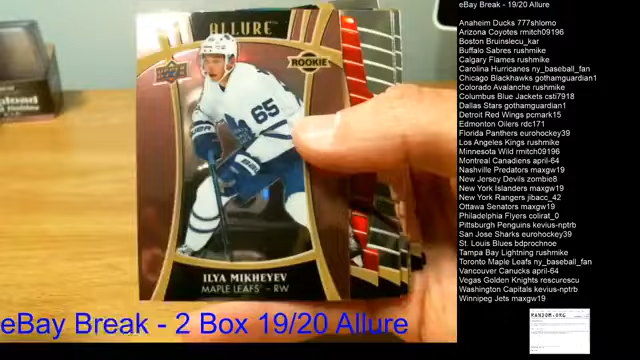 ALLURE
UPPER DECK
ROOKIE
65
ILYA MIKHEYEV
MAPLE LEAFS - RW
eBay Break - 2 Box 19/20 Allure
eBay Break - 19/20 Allure
Anaheim Ducks 777shlomo
Arizona Coyotes rmitch09196
Boston Bruinslecu_kar
Buffalo Sabres rushmike
Calgary Flames rushmike
Carolina Hurricanes ny_baseball_fan
Chicago Blackhawks gothamguardian1
Colorado Avalanche rushmike
Columbus Blue Jackets csti7918
Dallas Stars gothamguardian1
Detroit Red Wings pcmark15
Edmonton Oilers rdc171
Florida Panthers eurohockey39
Los Angeles Kings rushmike
Minnesota Wild rmitch09196
Montreal Canadiens april-64
Nashville Predators maxgw19
New Jersey Devils zombie8
New York Islanders maxgw19
New York Rangers jibacc_42
Ottawa Senators maxgw19
Philadelphia Flyers colirat_0
Pittsburgh Penguins kevius-nptrb
San Jose Sharks eurohockey39
St. Louis Blues bdprochnoe
Tampa Bay Lightning rushmike
Toronto Maple Leafs ny_baseball_fan
Vancouver Canucks april-64
Vegas Golden Knights rescurescu
Washington Capitals kevius-nptrb
Winnipeg Jets maxgw19
RANDOM.ORG